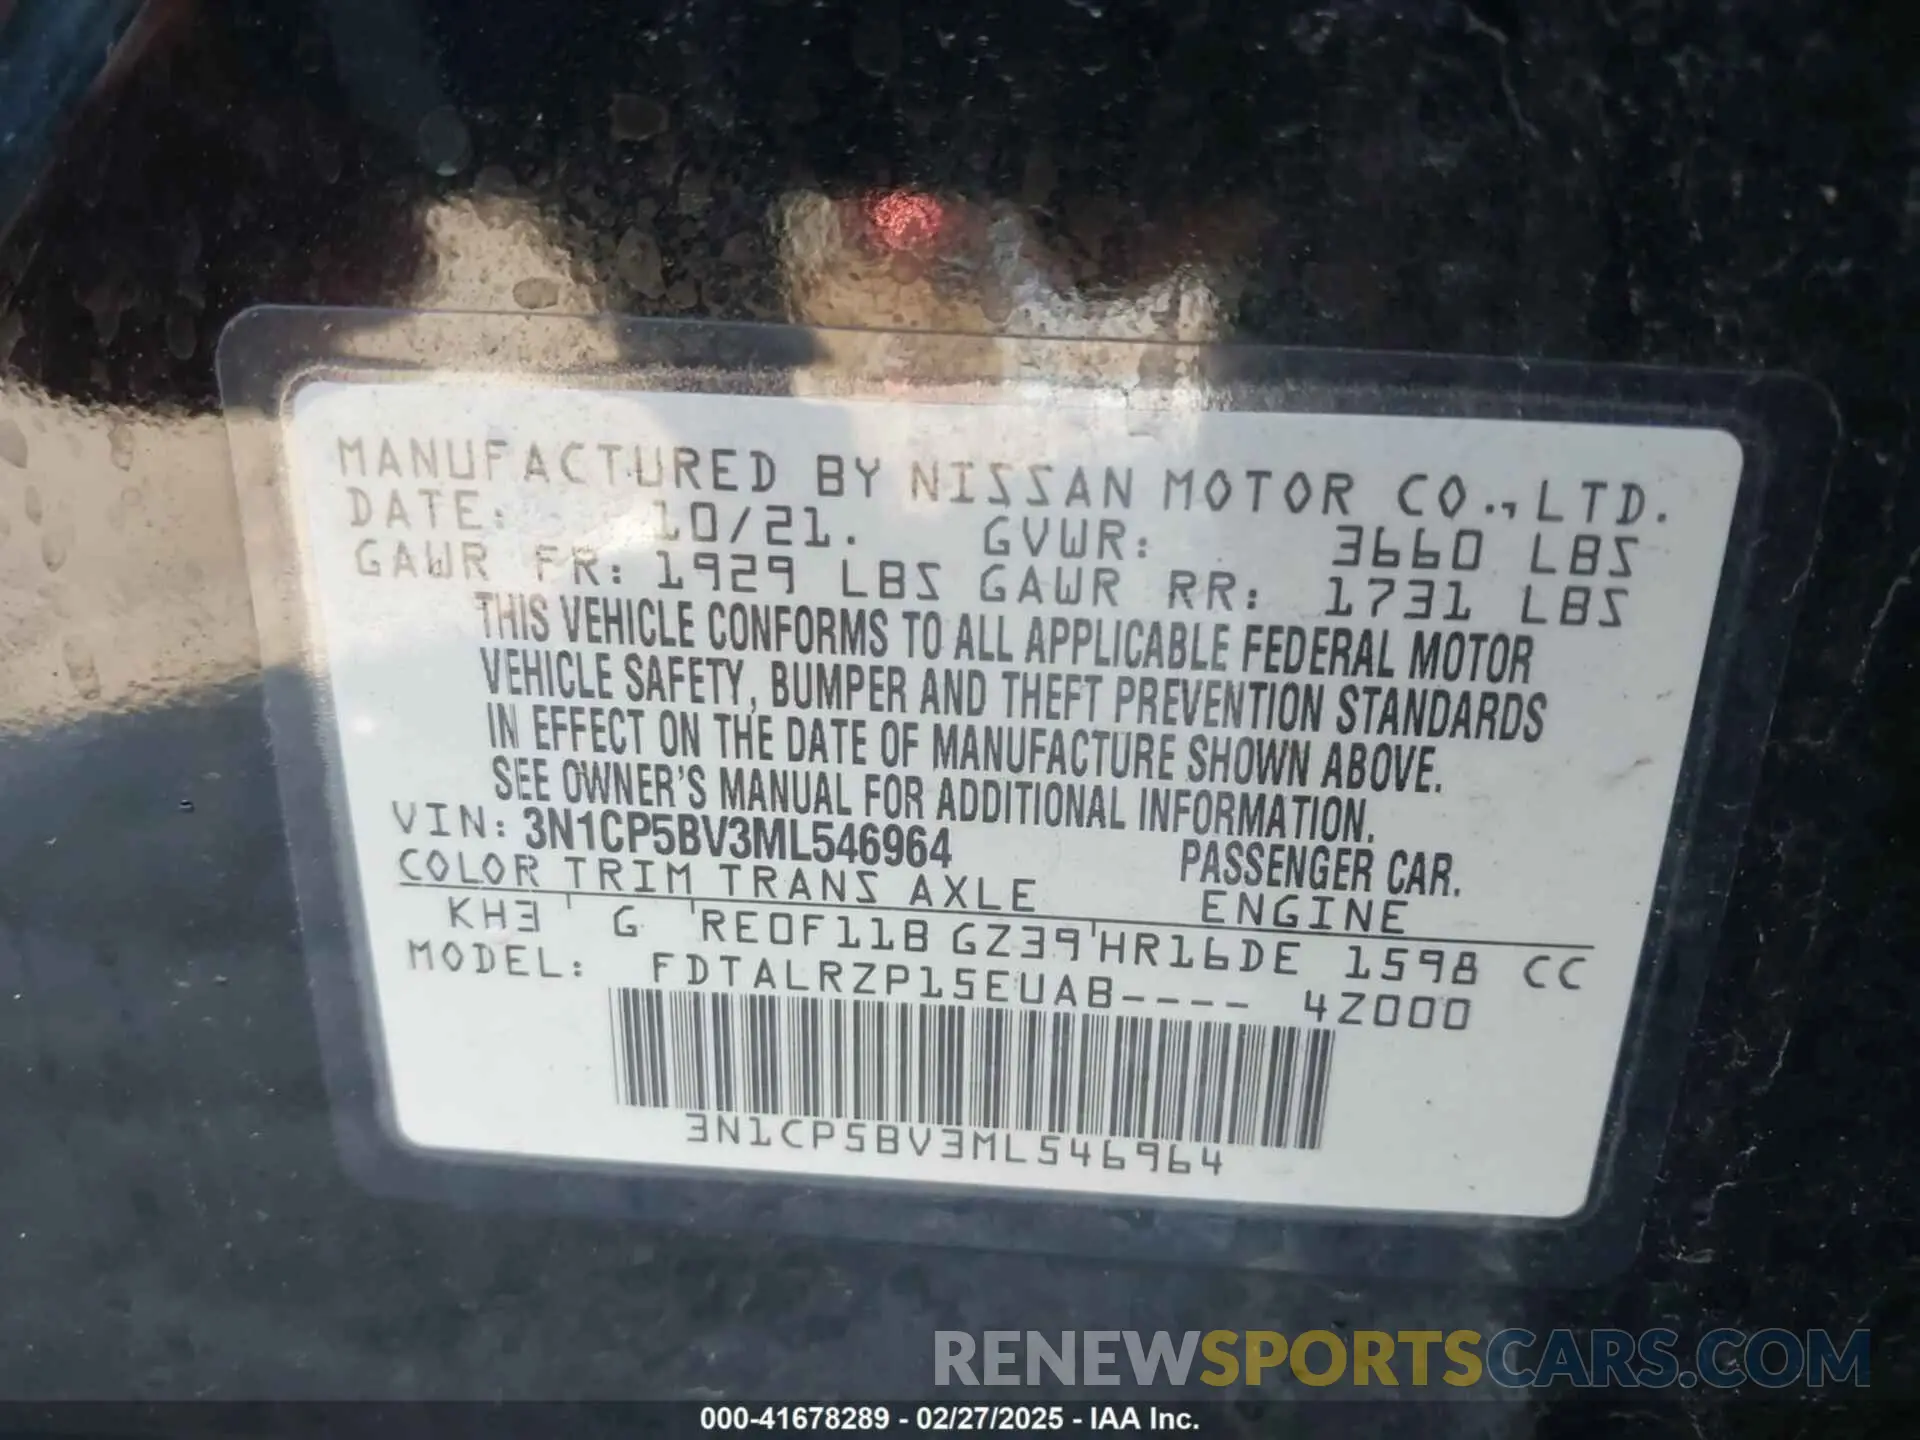 MANUFACTURED BY NISSAN MOTOR CO., LTD.
DATE: 10/21. GVWR: 3660 LBS
GAWR FR: 1929 LBS GAWR RR: 1731 LBS
THIS VEHICLE CONFORMS TO ALL APPLICABLE FEDERAL MOTOR
VEHICLE SAFETY, BUMPER AND THEFT PREVENTION STANDARDS
IN EFFECT ON THE DATE OF MANUFACTURE SHOWN ABOVE.
SEE OWNER'S MANUAL FOR ADDITIONAL INFORMATION.
VIN: 3N1CP5BV3ML546964 PASSENGER CAR.
COLOR TRIM TRANS AXLE ENGINE
KH3 ' G 'RE0F11B GZ39'HR16DE 1598 CC
MODEL: FDTALRZP15EUAB---- 4Z000
3N1CP5BV3ML546964
RENEWSPORTSCARS.COM
000-41678289 - 02/27/2025 - IAA Inc.